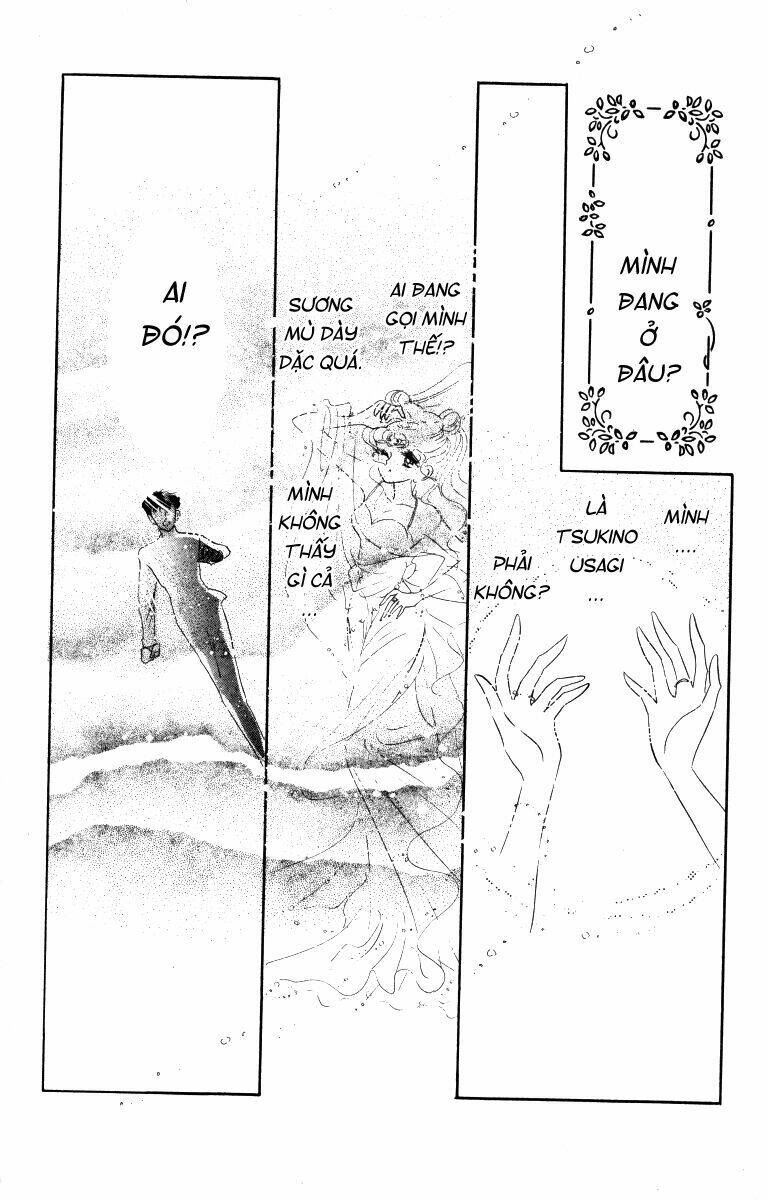 MÌNH
ĐANG
Ở
ĐÂU?
MÌNH
....
LÀ
TSUKINO
USAGI
...
PHẢI
KHÔNG?
AI ĐANG
GỌI MÌNH
THẾ!?
SƯƠNG
MÙ DÀY
DẶC QUÁ.
MÌNH
KHÔNG
THẤY
GÌ CẢ
...
AI
ĐÓ!?